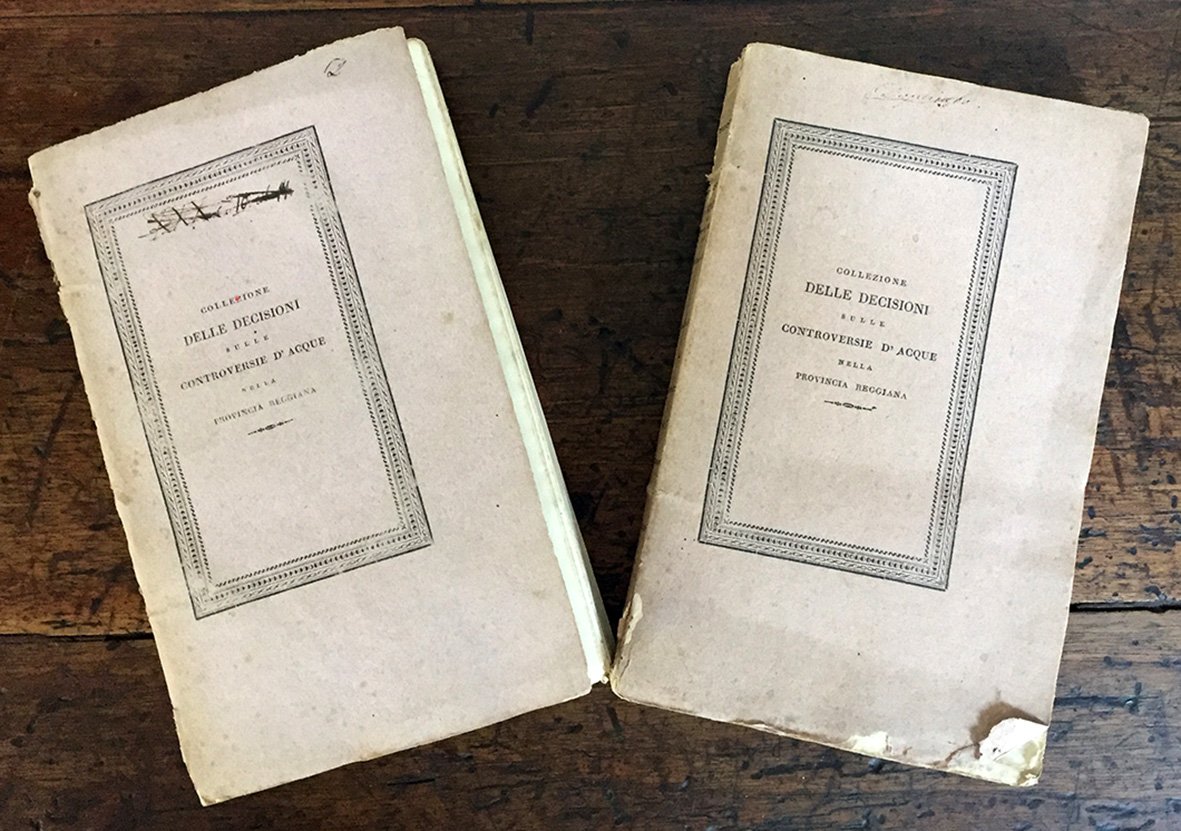 COLLEZIONE
DELLE DECISIONI
SULLE
CONTROVERSIE D' ACQUE
NELLA
PROVINCIA REGGIANA
COLLEZIONE
DELLE DECISIONI
SULLE
CONTROVERSIE D' ACQUE
NELLA
PROVINCIA REGGIANA